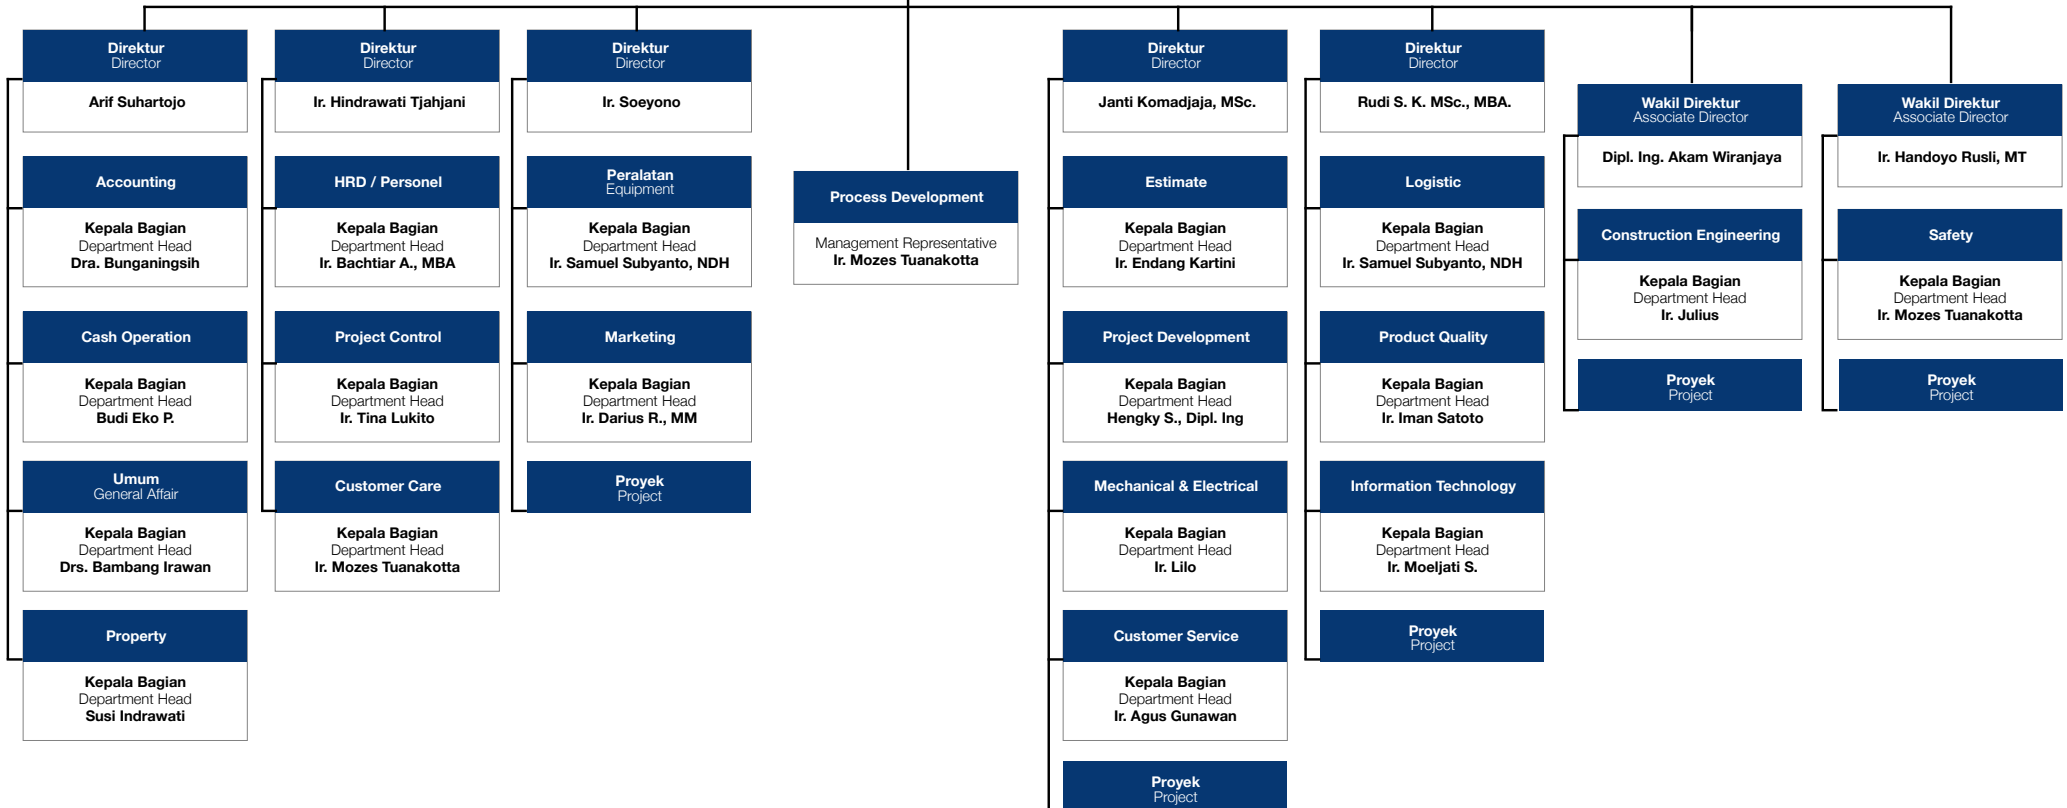 Direktur
Director
Arif Suhartojo
Accounting
Kepala Bagian
Department Head
Dra. Bunganingsih
Cash Operation
Kepala Bagian
Department Head
Budi Eko P.
Umum
General Affair
Kepala Bagian
Department Head
Drs. Bambang Irawan
Property
Kepala Bagian
Department Head
Susi Indrawati
Direktur
Director
Ir. Hindrawati Tjahjani
HRD / Personel
Kepala Bagian
Department Head
Ir. Bachtiar A., MBA
Project Control
Kepala Bagian
Department Head
Ir. Tina Lukito
Customer Care
Kepala Bagian
Department Head
Ir. Mozes Tuanakotta
Direktur
Director
Ir. Soeyono
Peralatan
Equipment
Kepala Bagian
Department Head
Ir. Samuel Subyanto, NDH
Marketing
Kepala Bagian
Department Head
Ir. Darius R., MM
Proyek
Project
Process Development
Management Representative
Ir. Mozes Tuanakotta
Direktur
Director
Janti Komadjaja, MSc.
Estimate
Kepala Bagian
Department Head
Ir. Endang Kartini
Project Development
Kepala Bagian
Department Head
Hengky S., Dipl. Ing
Mechanical & Electrical
Kepala Bagian
Department Head
Ir. Lilo
Customer Service
Kepala Bagian
Department Head
Ir. Agus Gunawan
Proyek
Project
Direktur
Director
Rudi S. K. MSc., MBA.
Logistic
Kepala Bagian
Department Head
Ir. Samuel Subyanto, NDH
Product Quality
Kepala Bagian
Department Head
Ir. Iman Satoto
Information Technology
Kepala Bagian
Department Head
Ir. Moeljati S.
Proyek
Project
Wakil Direktur
Associate Director
Dipl. Ing. Akam Wiranjaya
Construction Engineering
Kepala Bagian
Department Head
Ir. Julius
Proyek
Project
Wakil Direktur
Associate Director
Ir. Handoyo Rusli, MT
Safety
Kepala Bagian
Department Head
Ir. Mozes Tuanakotta
Proyek
Project